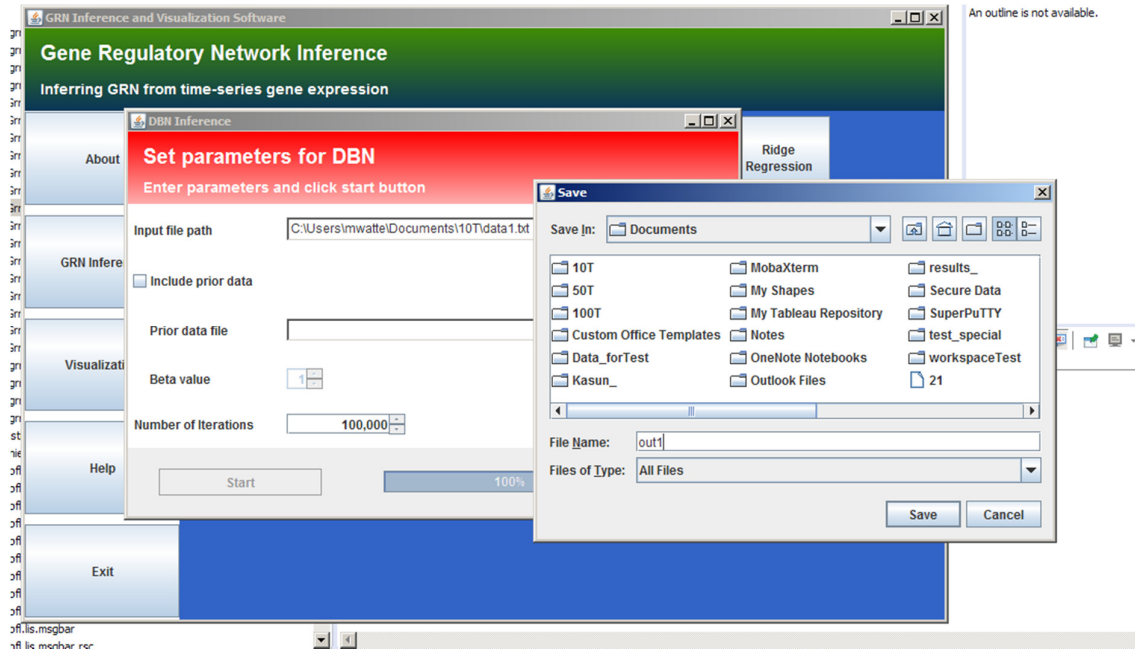 GRN Inference and Visualization Software
An outline is not available.
Gene Regulatory Network Inference
Inferring GRN from time-series gene expression
DBN Inference
About
Set parameters for DBN
Enter parameters and click start button
Ridge
Regression
Save
Input file path
C:\Users\mwatte\Documents\10T\data1.txt
Save In:
Documents
GRN Infere
Include prior data
10T
MobaXterm
results_
50T
My Shapes
Secure Data
100T
My Tableau Repository
SuperPuTTY
Prior data file
Custom Office Templates
Notes
test_special
Visualizati
Data_forTest
OneNote Notebooks
workspaceTest
Beta value
1
Kasun_
Outlook Files
21
Number of Iterations
100,000
File Name:
out1
Help
Files of Type:
All Files
Start
100%
Save
Cancel
Exit
ofl.lis.msgbar
ofl.lis.msgbar.rsc